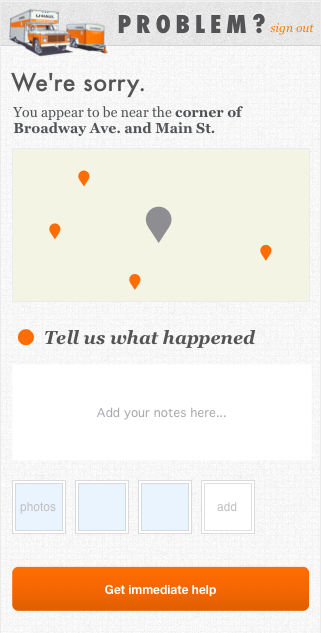 U-HAUL
PROBLEM?
sign out
We're sorry.
You appear to be near the corner of
Broadway Ave. and Main St.
Tell us what happened
Add your notes here...
photos
add
Get immediate help